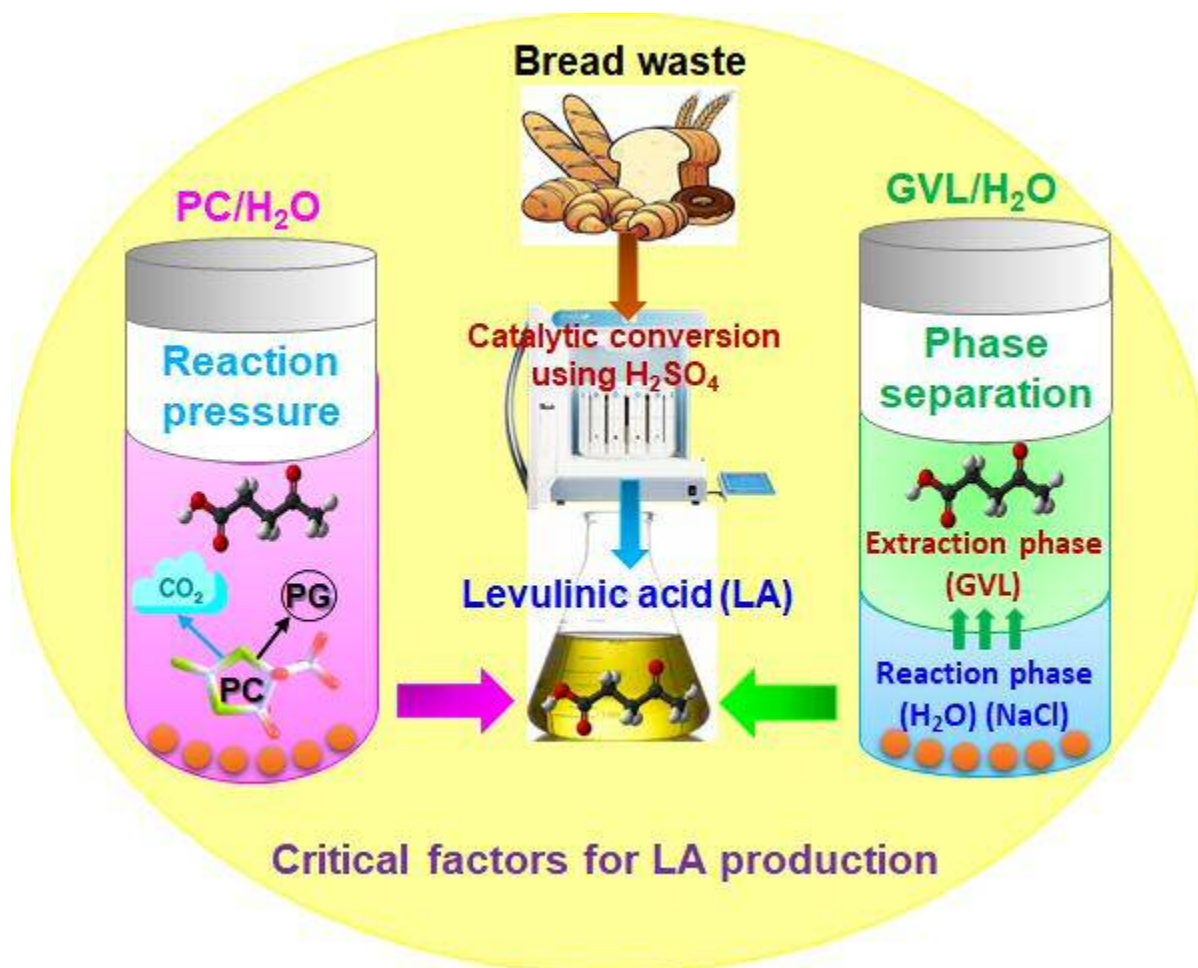 Bread waste
PC/H₂O
GVL/H₂O
Reaction
pressure
Catalytic conversion
using H₂SO₄
Phase
separation
CO₂
PG
PC
Levulinic acid (LA)
Extraction phase
(GVL)
Reaction phase
(H₂O) (NaCl)
Critical factors for LA production